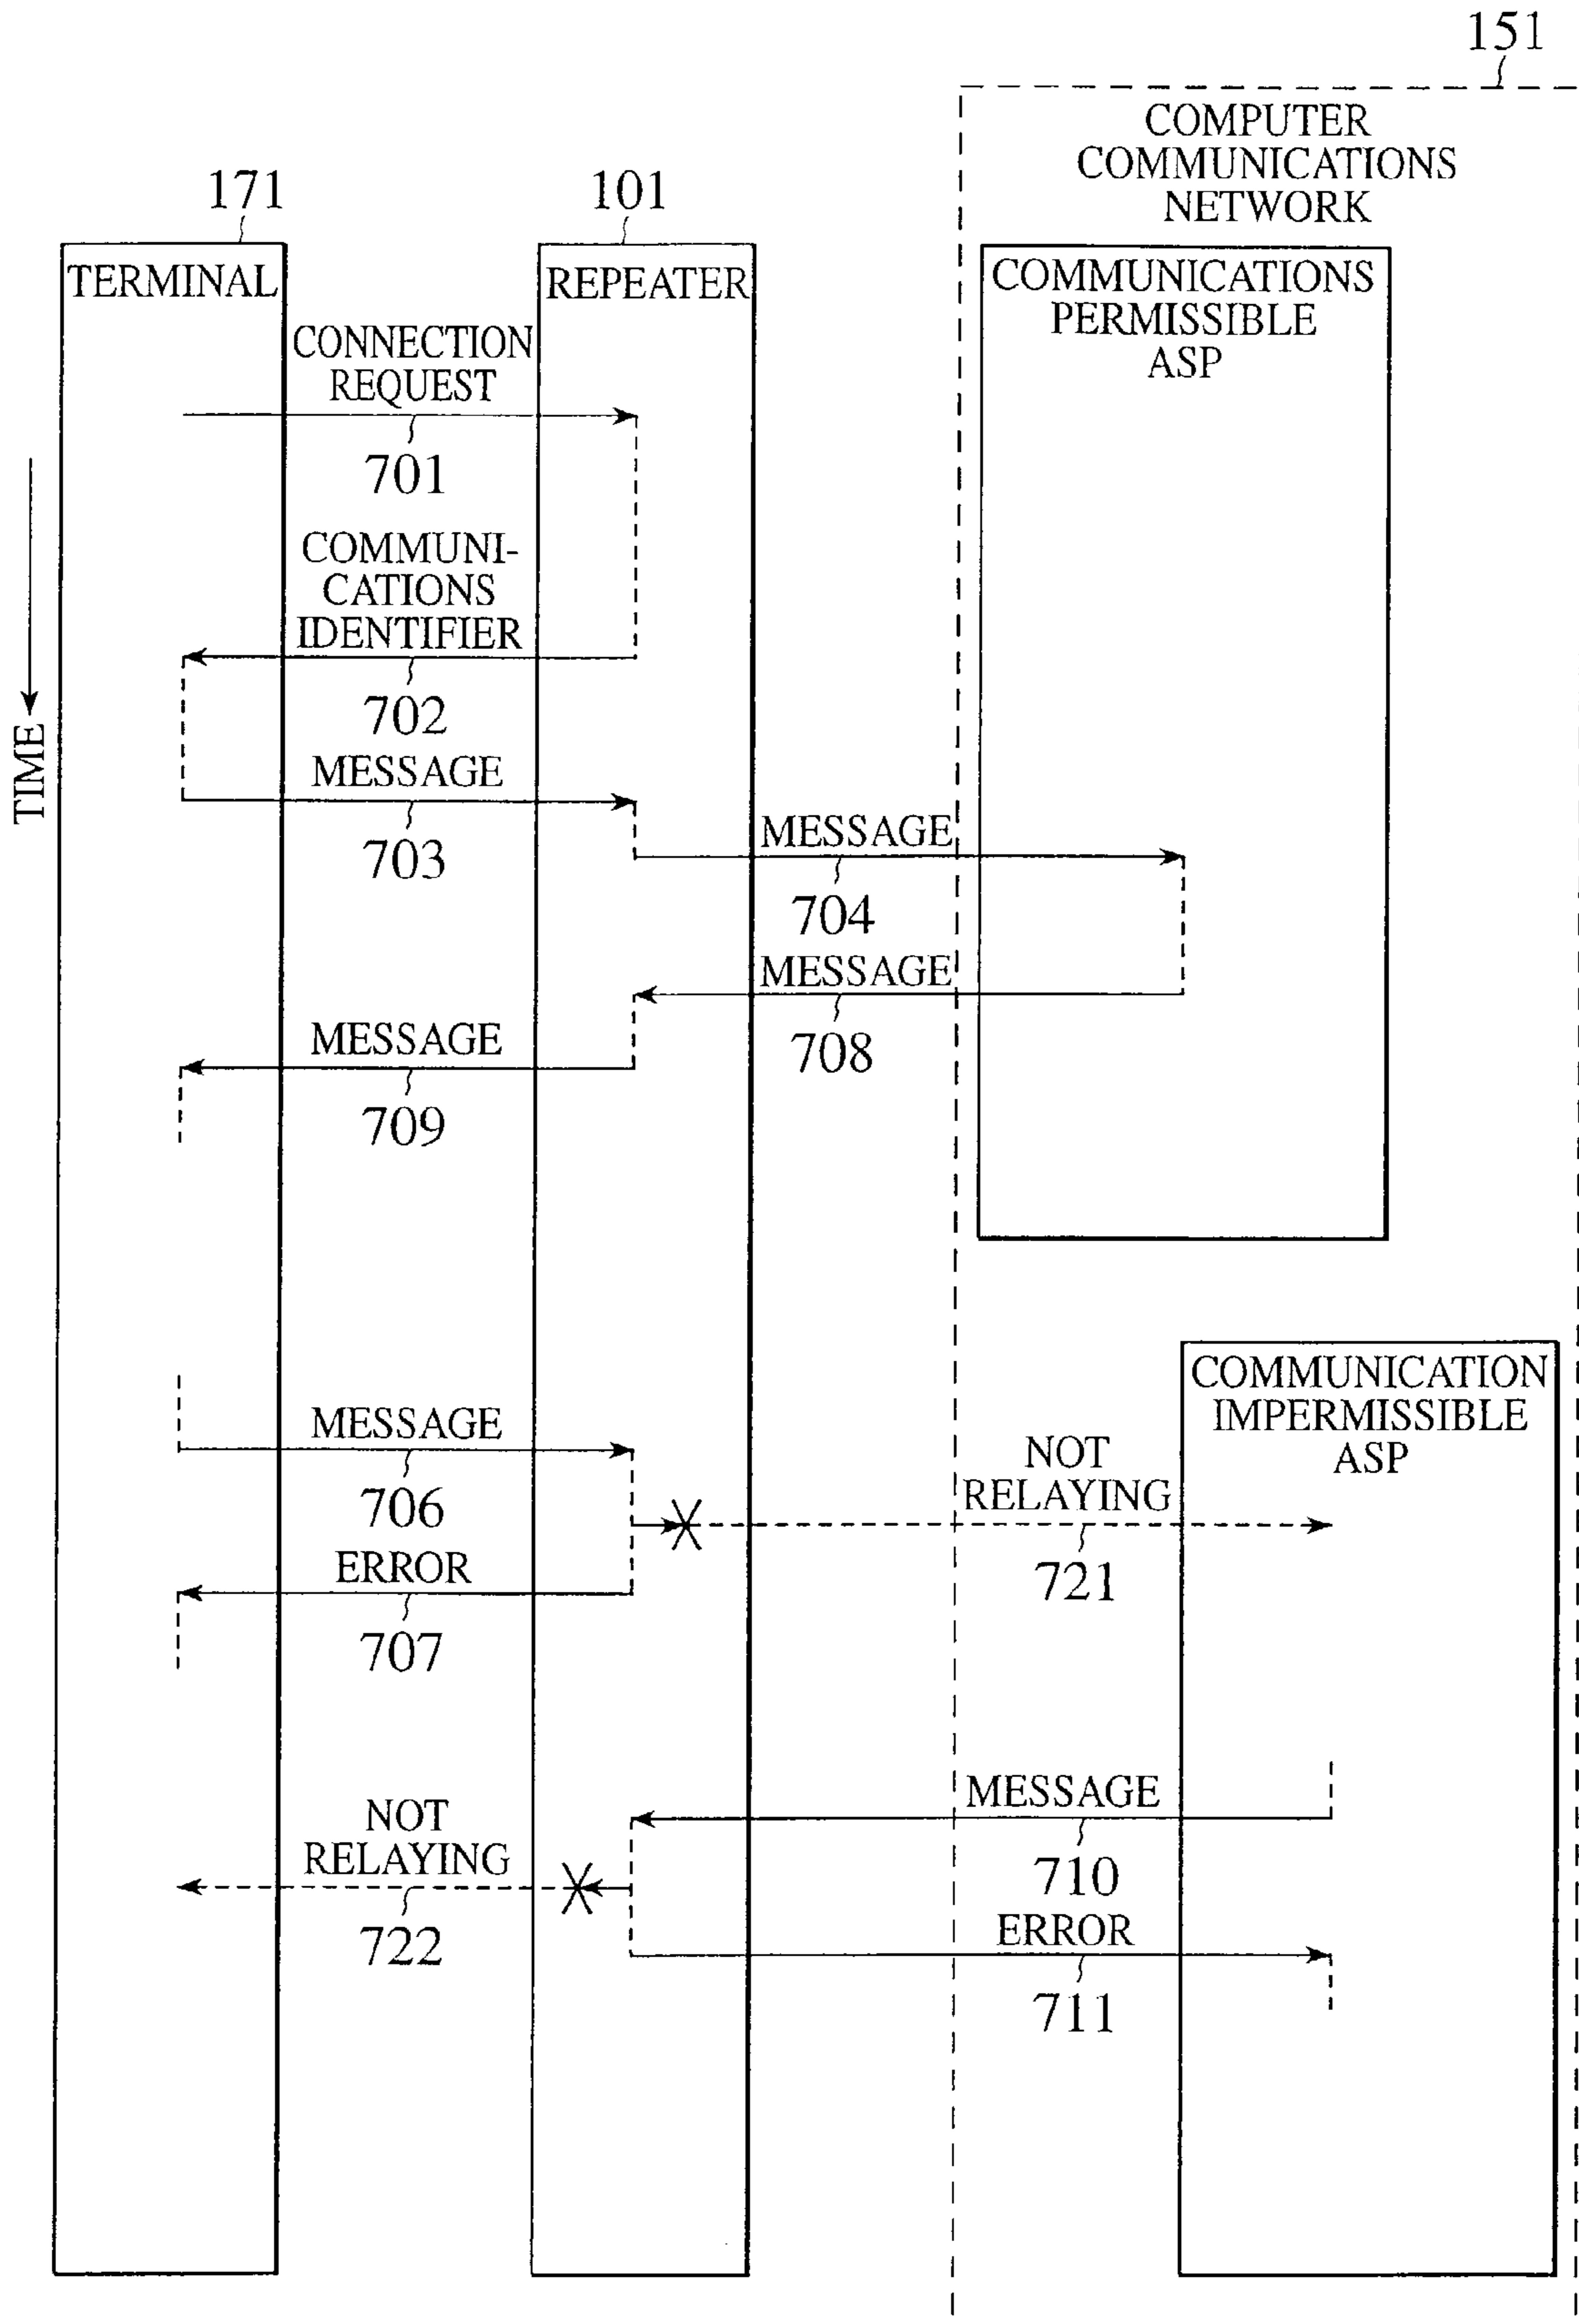 151
COMPUTER
COMMUNICATIONS
NETWORK
171
101
TERMINAL
REPEATER
COMMUNICATIONS
PERMISSIBLE
ASP
CONNECTION
REQUEST
701
COMMUNI-
CATIONS
IDENTIFIER
702
TIME
MESSAGE
703
MESSAGE
704
MESSAGE
708
MESSAGE
709
COMMUNICATION
IMPERMISSIBLE
ASP
MESSAGE
706
NOT
RELAYING
721
ERROR
707
MESSAGE
710
NOT
RELAYING
722
ERROR
711